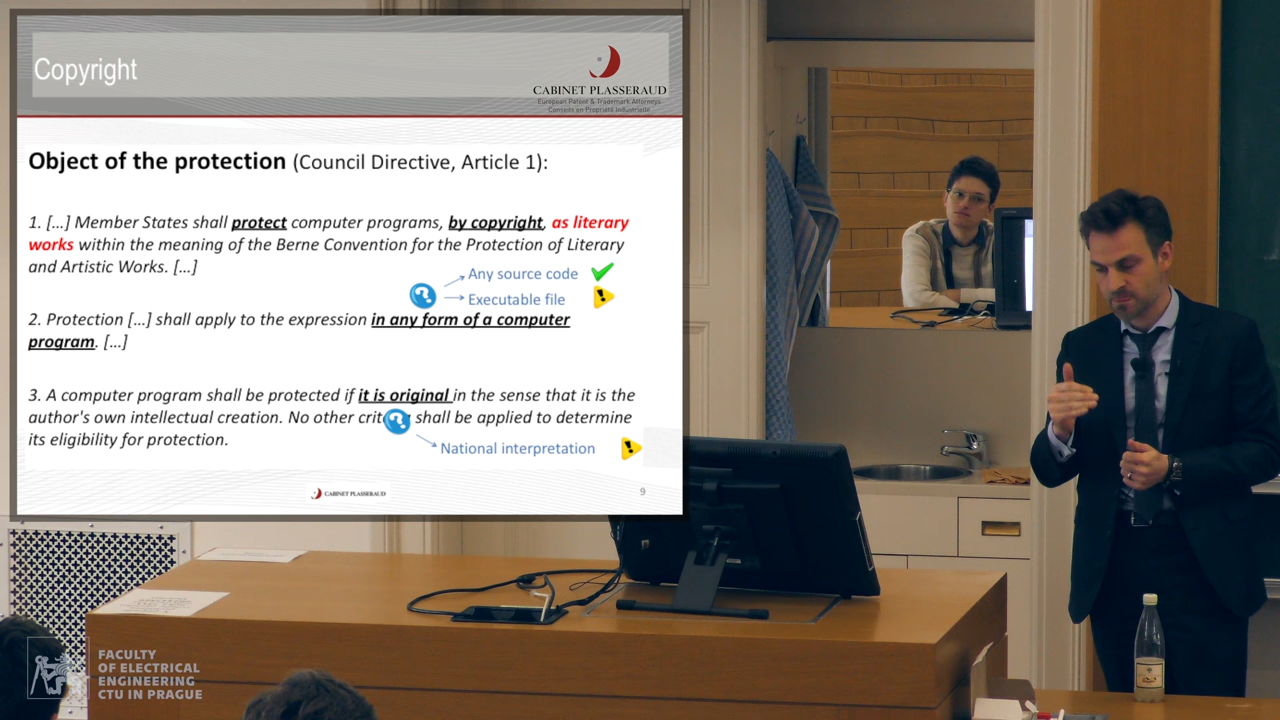 Copyright
CABINET PLASSERAUD
European Patent & Trademark Attorneys
Conseils en Propriété Industrielle
Object of the protection (Council Directive, Article 1):
1. [...] Member States shall protect computer programs, by copyright, as literary
works within the meaning of the Berne Convention for the Protection of Literary
and Artistic Works. [...]
Any source code
Executable file
2. Protection [...] shall apply to the expression in any form of a computer
program. [...]
3. A computer program shall be protected if it is original in the sense that it is the
author's own intellectual creation. No other shall be applied to determine
its eligibility for protection.
National interpretation
CABINET PLASSERAUD
9
FACULTY
OF ELECTRICAL
ENGINEERING
CTU IN PRAGUE